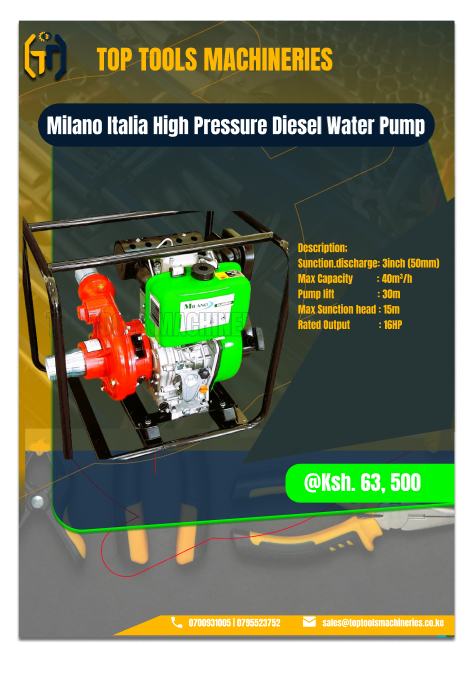 TOP TOOLS MACHINERIES
Milano Italia High Pressure Diesel Water Pump
Description:
Sunction.discharge: 3inch (50mm)
Max Capacity : 40m³/h
Pump lift : 30m
Max Sunction head : 15m
Rated Output : 16HP
MILANO
@Ksh. 63, 500
0700931005 | 0795523752
sales@toptoolsmachineries.co.ke